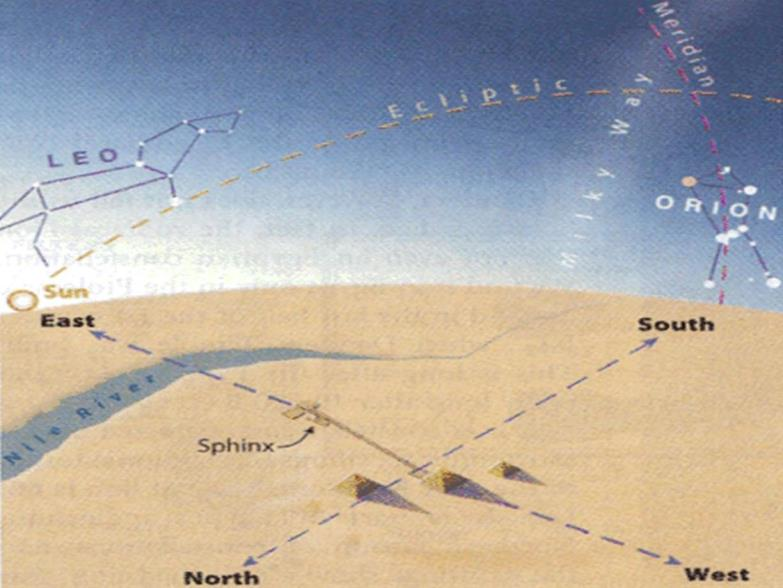 Meridian
Ecliptic
Milky Way
LEO
ORION
Sun
East
South
Nile River
Sphinx
North
West